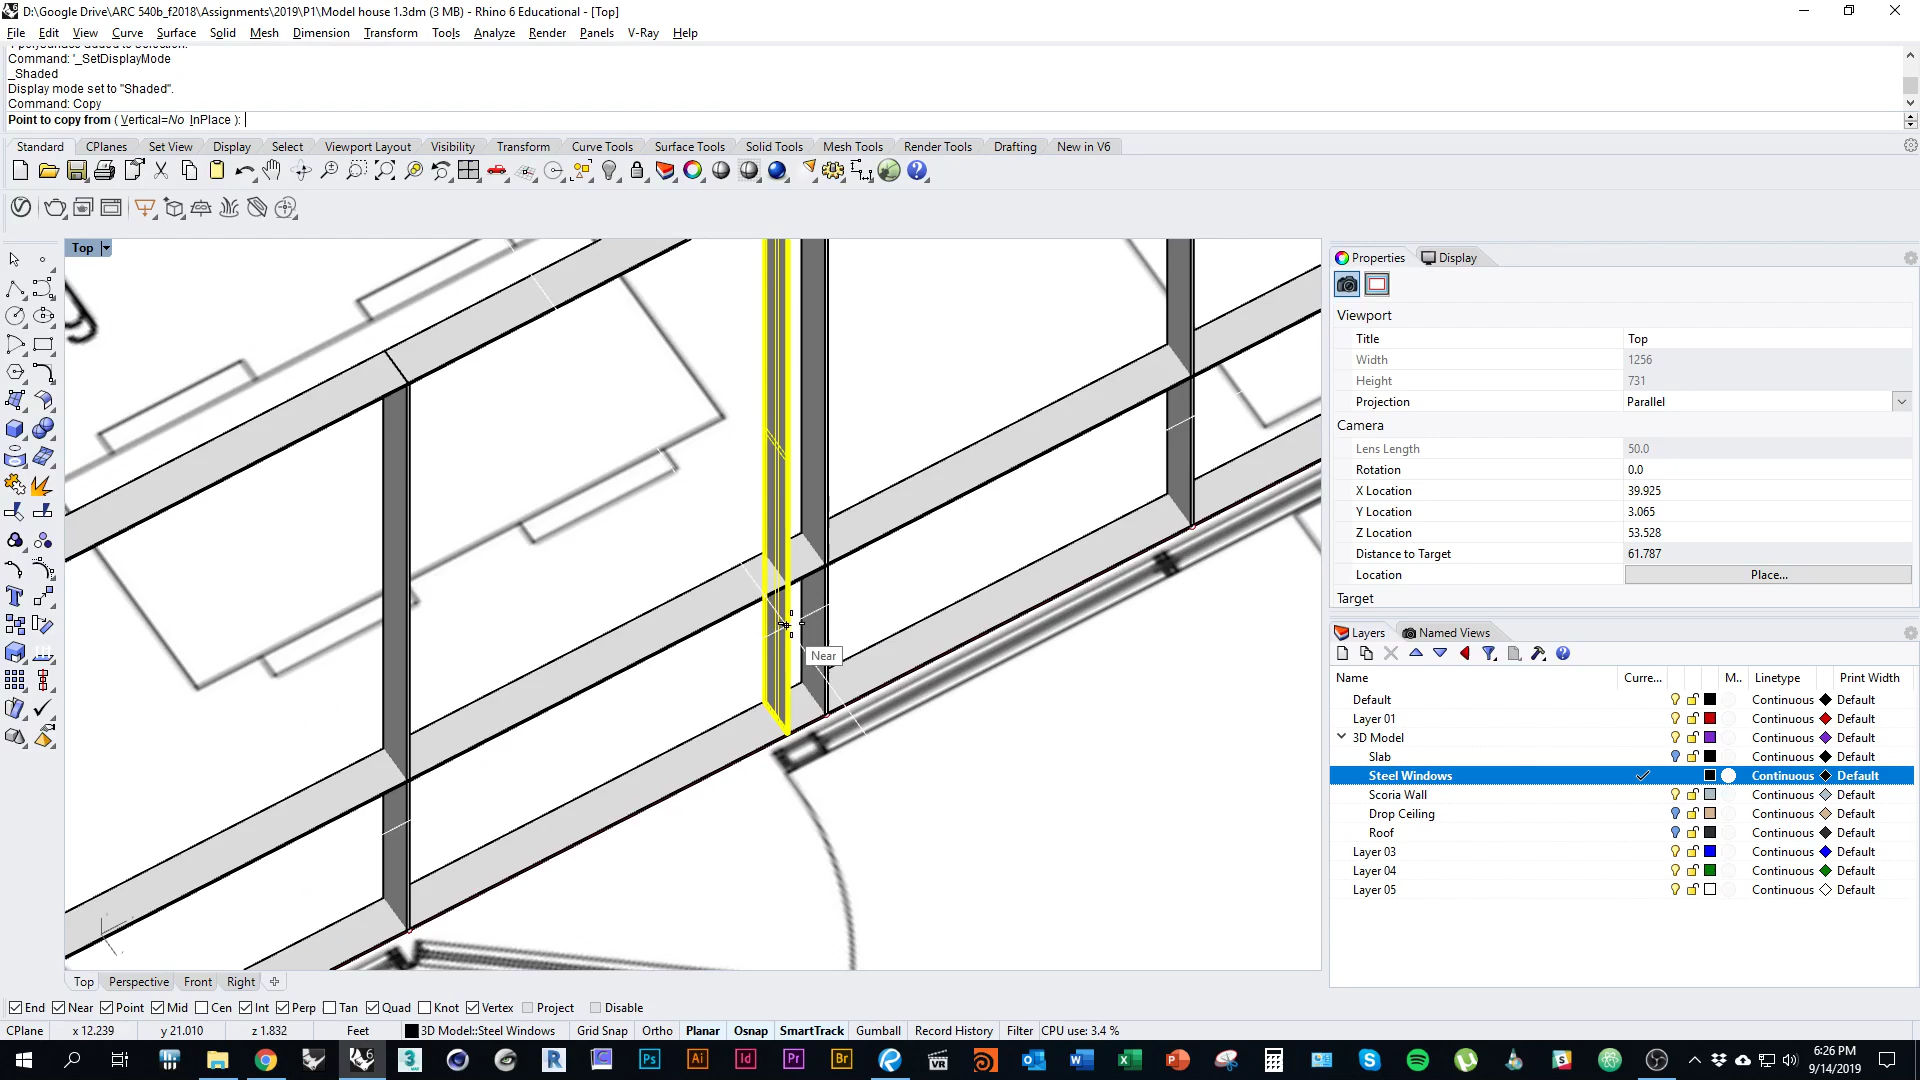 D:\Google Drive\ARC 540b_f2018\Assignments\2019\P1\Model house 1.3dm (3 MB) - Rhino 6 Educational - [Top]
File Edit View Curve Surface Solid Mesh Dimension Transform Tools Analyze Render Panels V-Ray Help
Command: '_SetDisplayMode
_Shaded
Display mode set to "Shaded".
Command: Copy
Point to copy from ( Vertical=No InPlace ):
Standard CPlanes Set View Display Select Viewport Layout Visibility Transform Curve Tools Surface Tools Solid Tools Mesh Tools Render Tools Drafting New in V6
Top
Near
Properties Display
Viewport
Title Top
Width 1256
Height 731
Projection Parallel
Camera
Lens Length 50.0
Rotation 0.0
X Location 39.925
Y Location 3.065
Z Location 53.528
Distance to Target 61.787
Location Place...
Target
Layers Named Views
Name Curre... M.. Linetype Print Width
Default Continuous Default
Layer 01 Continuous Default
3D Model Continuous Default
Slab Continuous Default
Steel Windows Continuous Default
Scoria Wall Continuous Default
Drop Ceiling Continuous Default
Roof Continuous Default
Layer 03 Continuous Default
Layer 04 Continuous Default
Layer 05 Continuous Default
Top Perspective Front Right
End Near Point Mid Cen Int Perp Tan Quad Knot Vertex Project Disable
CPlane x 12.239 y 21.010 z 1.832 Feet 3D Model::Steel Windows Grid Snap Ortho Planar Osnap SmartTrack Gumball Record History Filter CPU use: 3.4 %
6:26 PM
9/14/2019